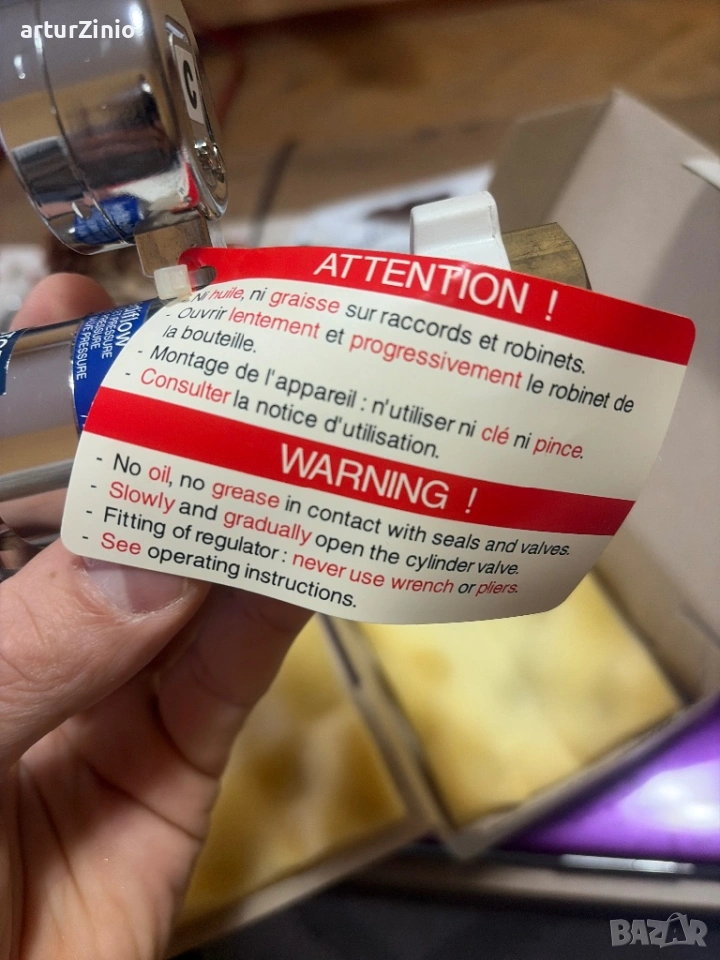 arturZinio
C
ATTENTION !
- Ni huile, ni graisse sur raccords et robinets.
- Ouvrir lentement et progressivement le robinet de
la bouteille.
- Montage de l'appareil : n'utiliser ni clé ni pince.
- Consulter la notice d'utilisation.
WARNING !
- No oil, no grease in contact with seals and valves.
- Slowly and gradually open the cylinder valve.
- Fitting of regulator : never use wrench or pliers.
- See operating instructions.
PRESSURE
BAZAR